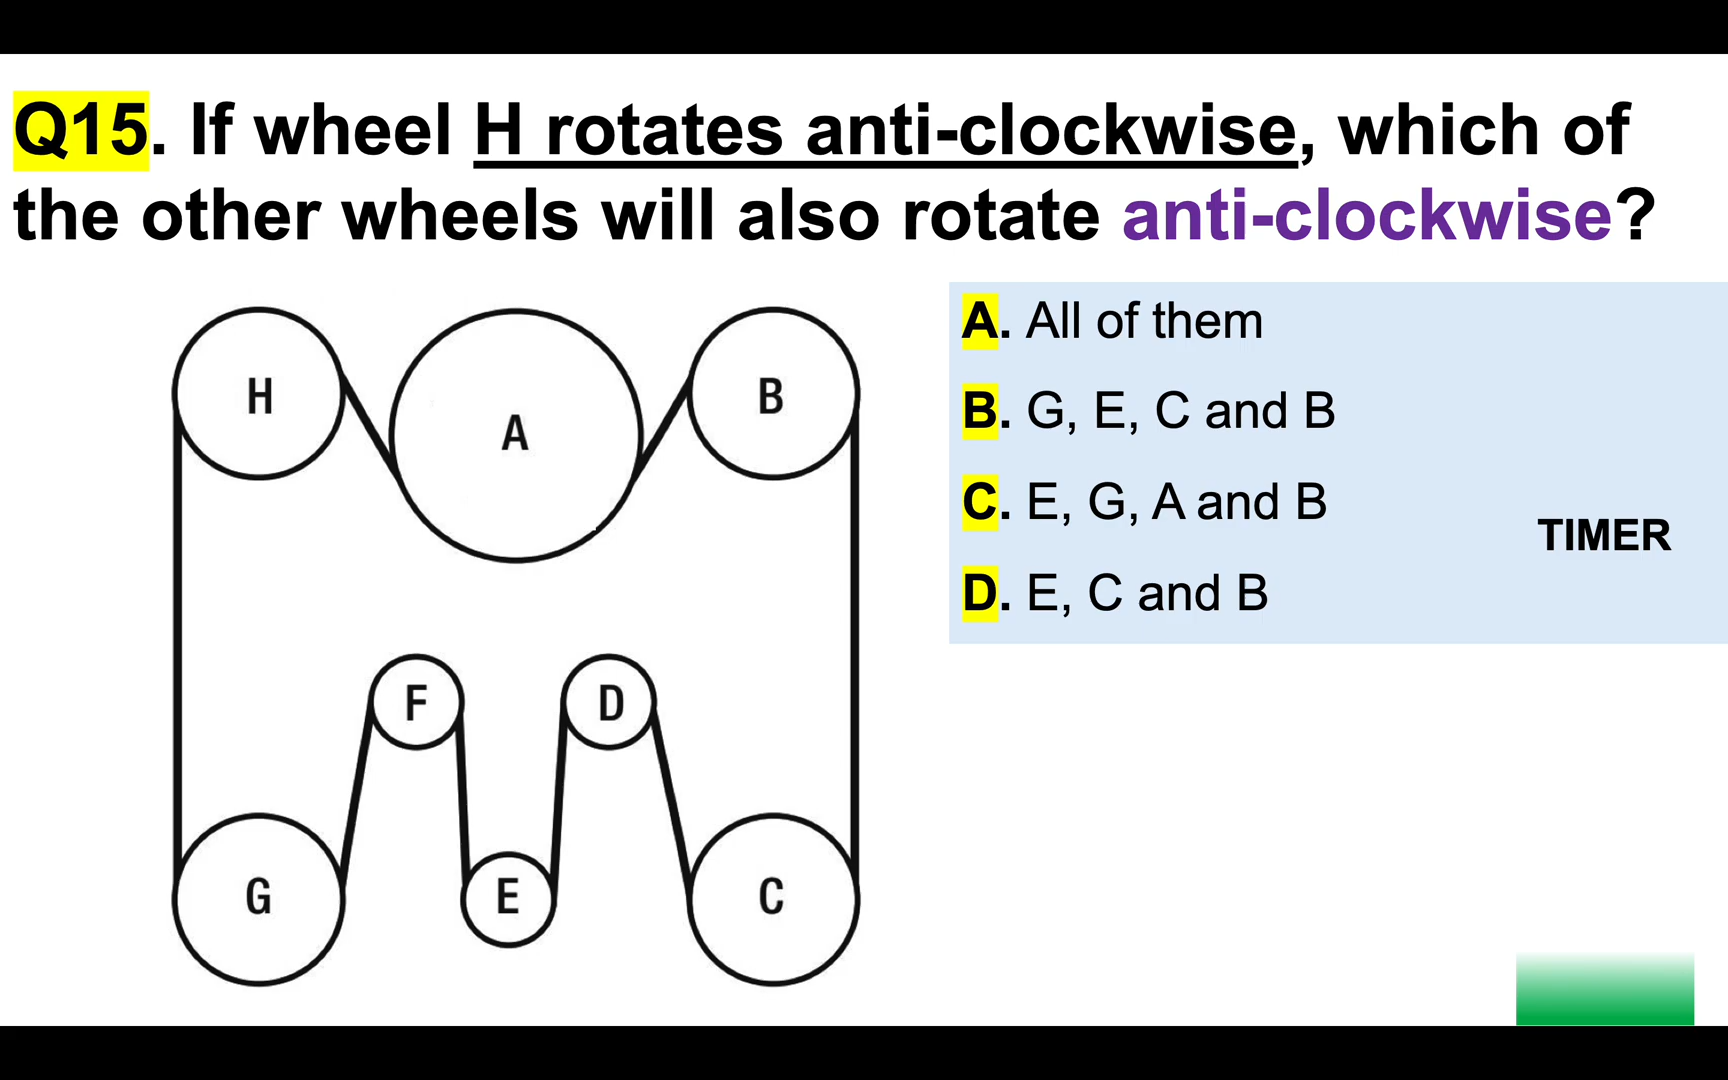 Q15. If wheel H rotates anti-clockwise, which of
the other wheels will also rotate anti-clockwise?
A. All of them
B. G, E, C and B
C. E, G, A and B
D. E, C and B
TIMER
H
A
B
F
D
G
E
C